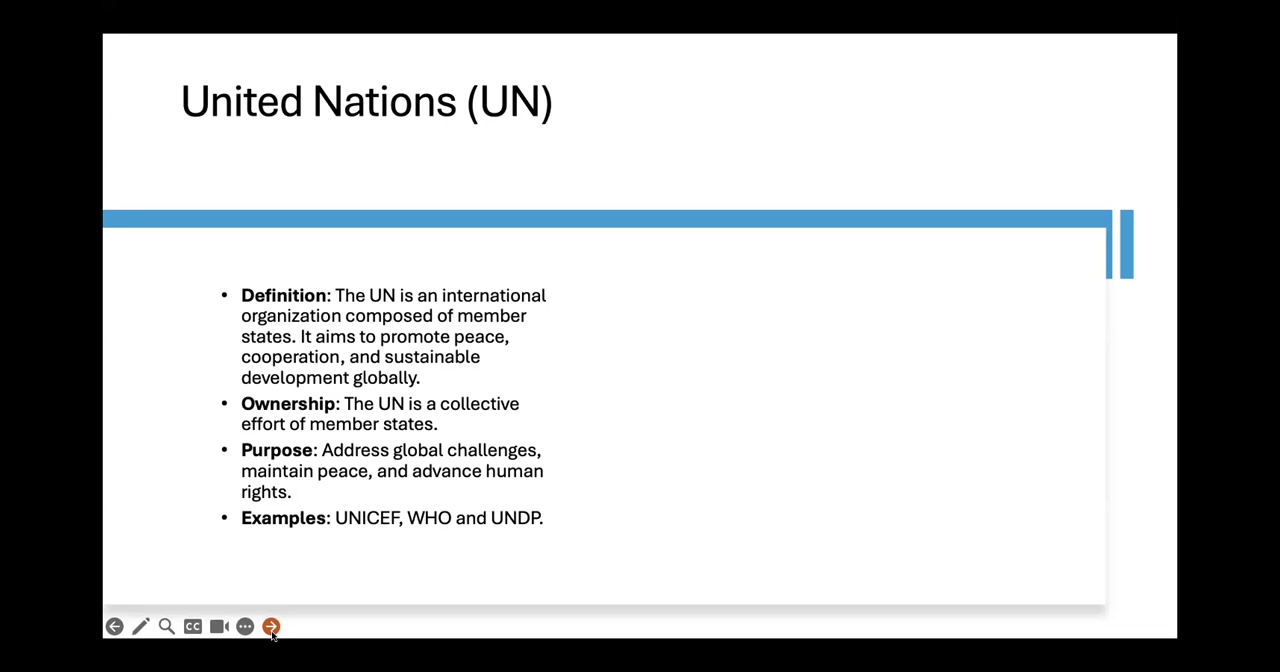 United Nations (UN)
• Definition: The UN is an international
organization composed of member
states. It aims to promote peace,
cooperation, and sustainable
development globally.
• Ownership: The UN is a collective
effort of member states.
• Purpose: Address global challenges,
maintain peace, and advance human
rights.
• Examples: UNICEF, WHO and UNDP.
CC